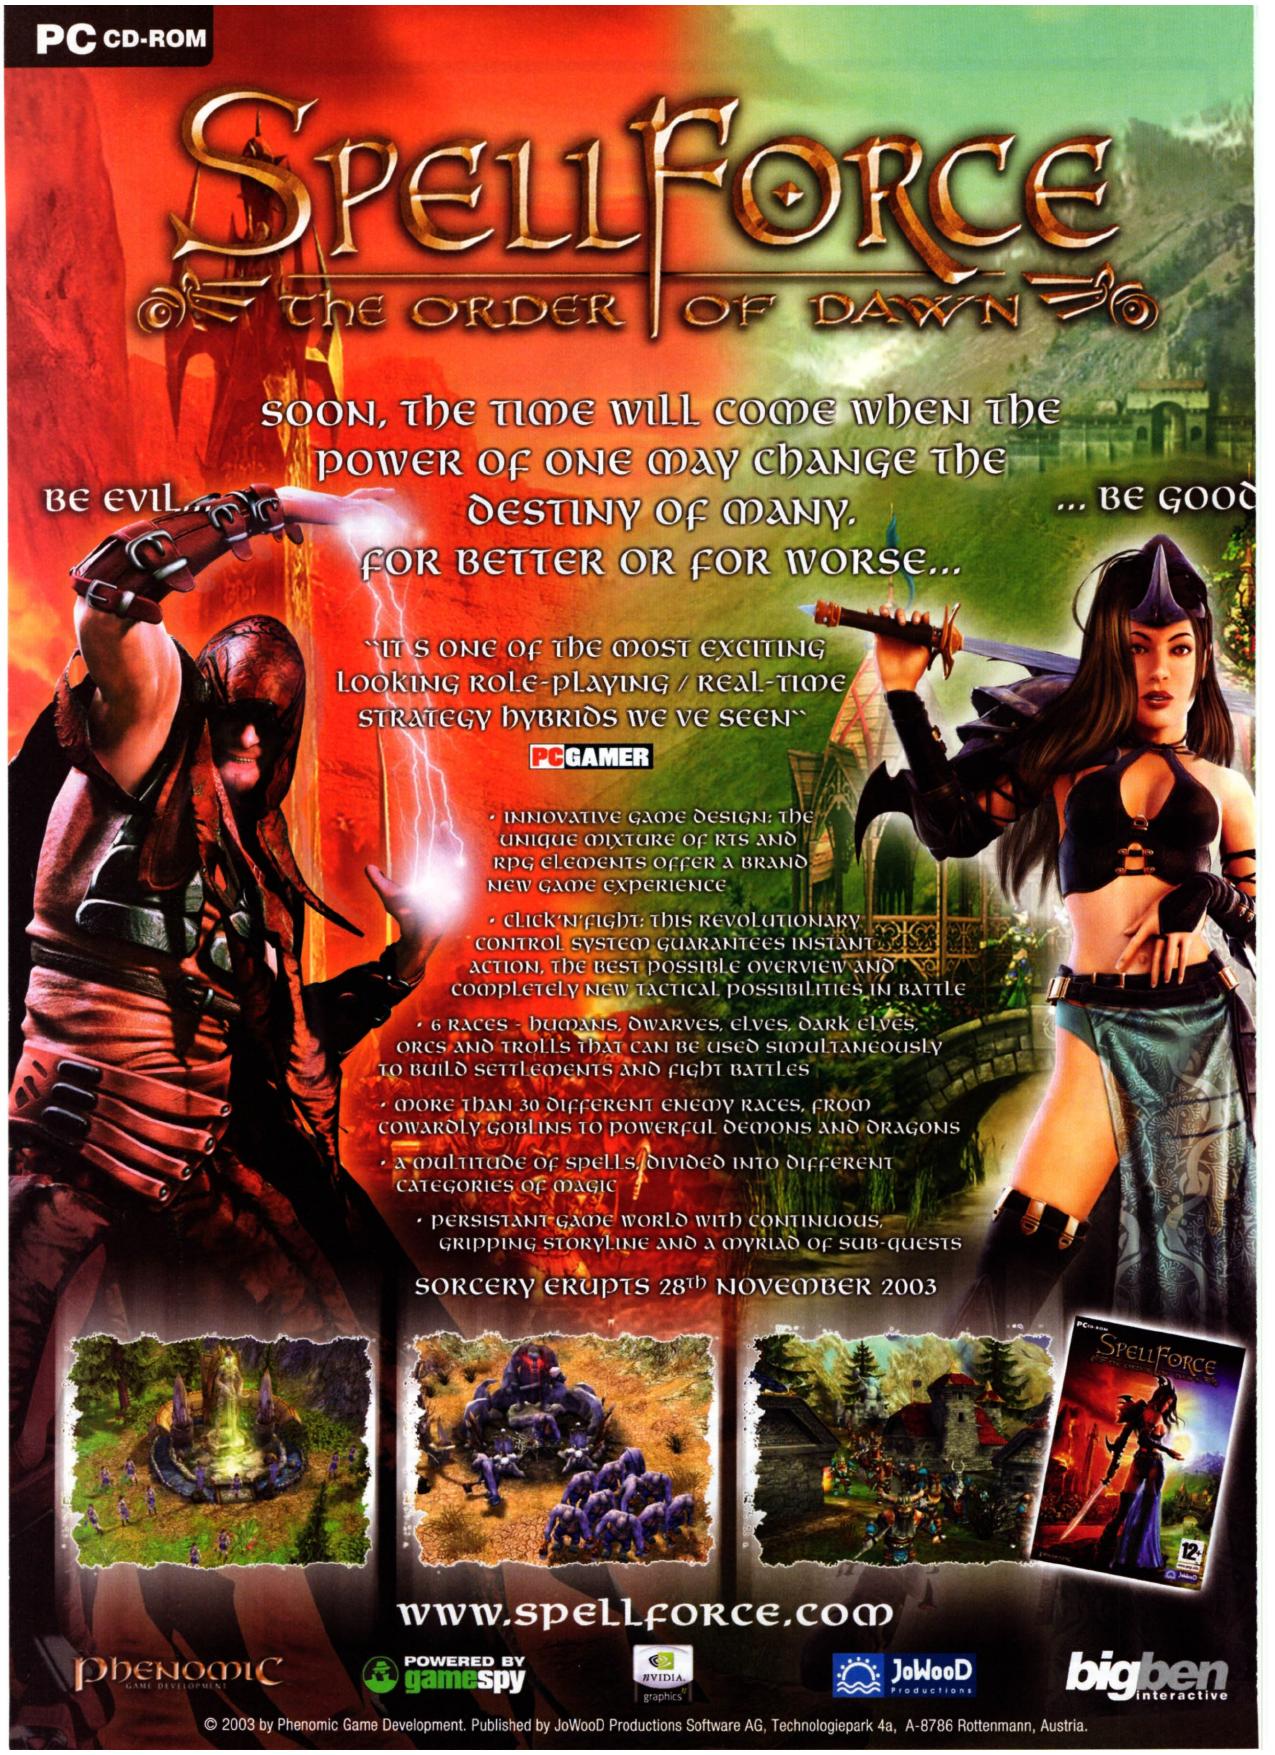 PC CD-ROM
SPELLFORCE
THE ORDER OF DAWN
SOON, THE TIME WILL COME WHEN THE
POWER OF ONE MAY CHANGE THE
DESTINY OF MANY.
FOR BETTER OR FOR WORSE...
BE EVIL...
... BE GOOD
``IT S ONE OF THE MOST EXCITING
LOOKING ROLE-PLAYING / REAL-TIME
STRATEGY HYBRIDS WE VE SEEN``
PCGAMER
• INNOVATIVE GAME DESIGN: THE
UNIQUE MIXTURE OF RTS AND
RPG ELEMENTS OFFER A BRAND
NEW GAME EXPERIENCE
• CLICK'N'FIGHT: THIS REVOLUTIONARY
CONTROL SYSTEM GUARANTEES INSTANT
ACTION, THE BEST POSSIBLE OVERVIEW AND
COMPLETELY NEW TACTICAL POSSIBILITIES IN BATTLE
• 6 RACES - HUMANS, DWARVES, ELVES, DARK ELVES,
ORCS AND TROLLS THAT CAN BE USED SIMULTANEOUSLY
TO BUILD SETTLEMENTS AND FIGHT BATTLES
• MORE THAN 30 DIFFERENT ENEMY RACES, FROM
COWARDLY GOBLINS TO POWERFUL DEMONS AND DRAGONS
• A MULTITUDE OF SPELLS, DIVIDED INTO DIFFERENT
CATEGORIES OF MAGIC
• PERSISTANT GAME WORLD WITH CONTINUOUS,
GRIPPING STORYLINE AND A MYRIAD OF SUB-QUESTS
SORCERY ERUPTS 28TH NOVEMBER 2003
PC CD-ROM
SPELLFORCE
THE ORDER OF DAWN
12+
JoWooD
www.spellforce.com
PHENOMIC
GAME DEVELOPMENT
POWERED BY
gamespy
NVIDIA.
graphics
JoWooD
Productions
bigben
interactive
© 2003 by Phenomic Game Development. Published by JoWooD Productions Software AG, Technologiepark 4a, A-8786 Rottenmann, Austria.